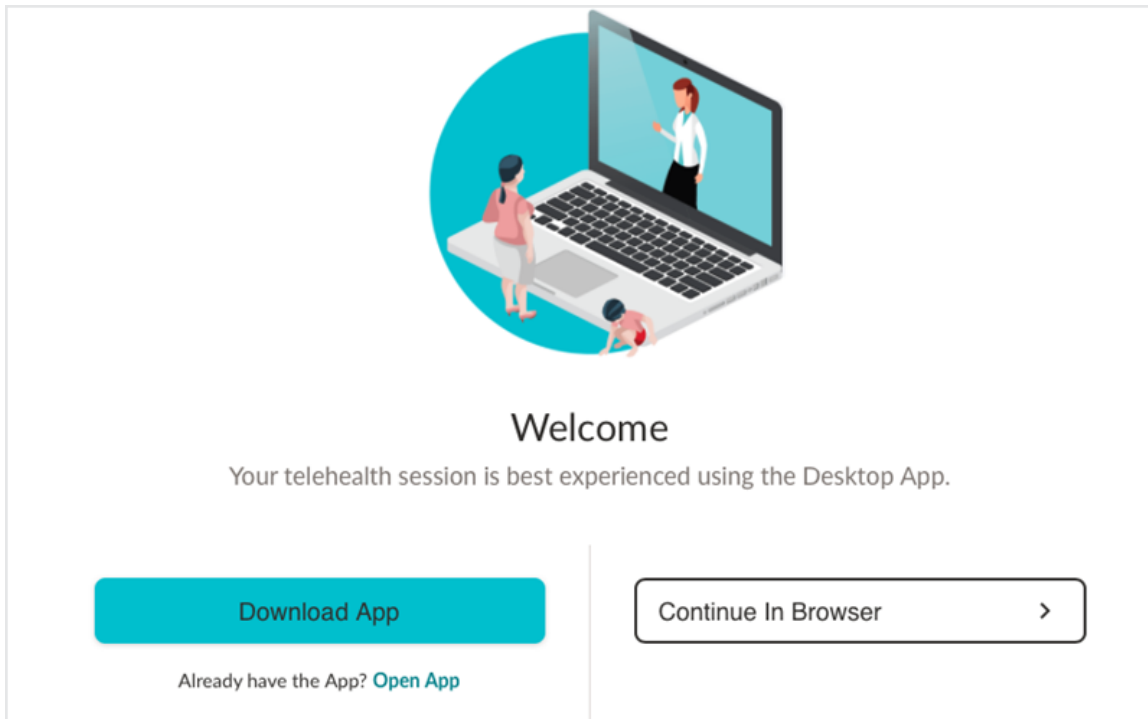 Welcome
Your telehealth session is best experienced using the Desktop App.
Download App
Already have the App? Open App
Continue In Browser